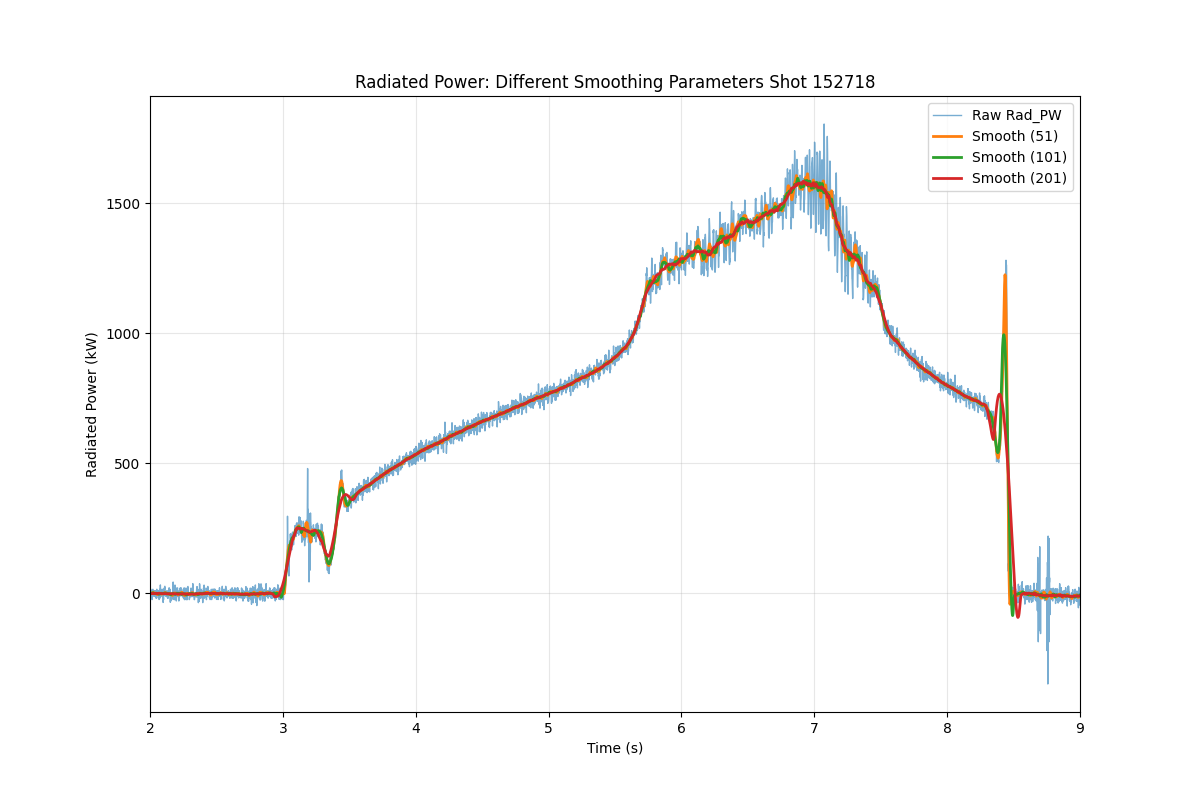 Radiated Power: Different Smoothing Parameters Shot 152718
Raw Rad_PW
Smooth (51)
Smooth (101)
Smooth (201)
Radiated Power (kW)
1500
1000
500
0
2 3 4 5 6 7 8 9
Time (s)